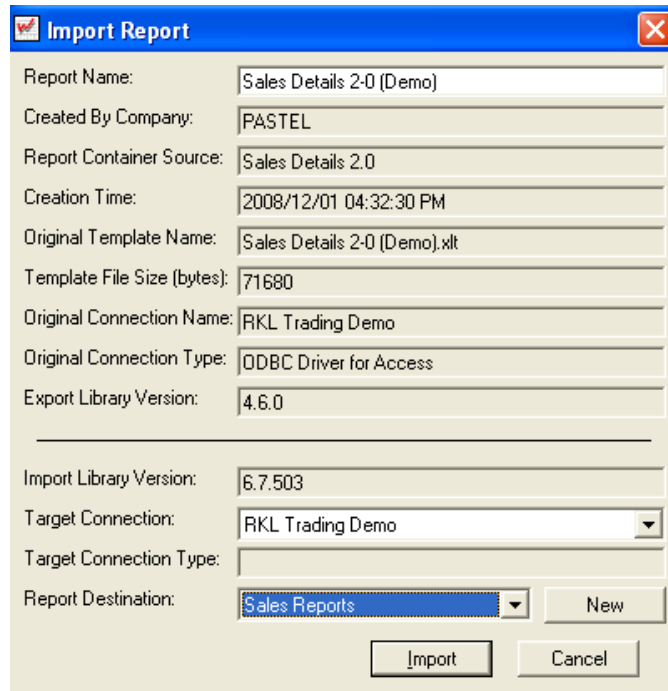 Import Report
Report Name: Sales Details 2-0 (Demo)
Created By Company: PASTEL
Report Container Source: Sales Details 2.0
Creation Time: 2008/12/01 04:32:30 PM
Original Template Name: Sales Details 2-0 (Demo).xlt
Template File Size (bytes): 71680
Original Connection Name: RKL Trading Demo
Original Connection Type: ODBC Driver for Access
Export Library Version: 4.6.0
Import Library Version: 6.7.503
Target Connection: RKL Trading Demo
Target Connection Type:
Report Destination: Sales Reports New
Import Cancel